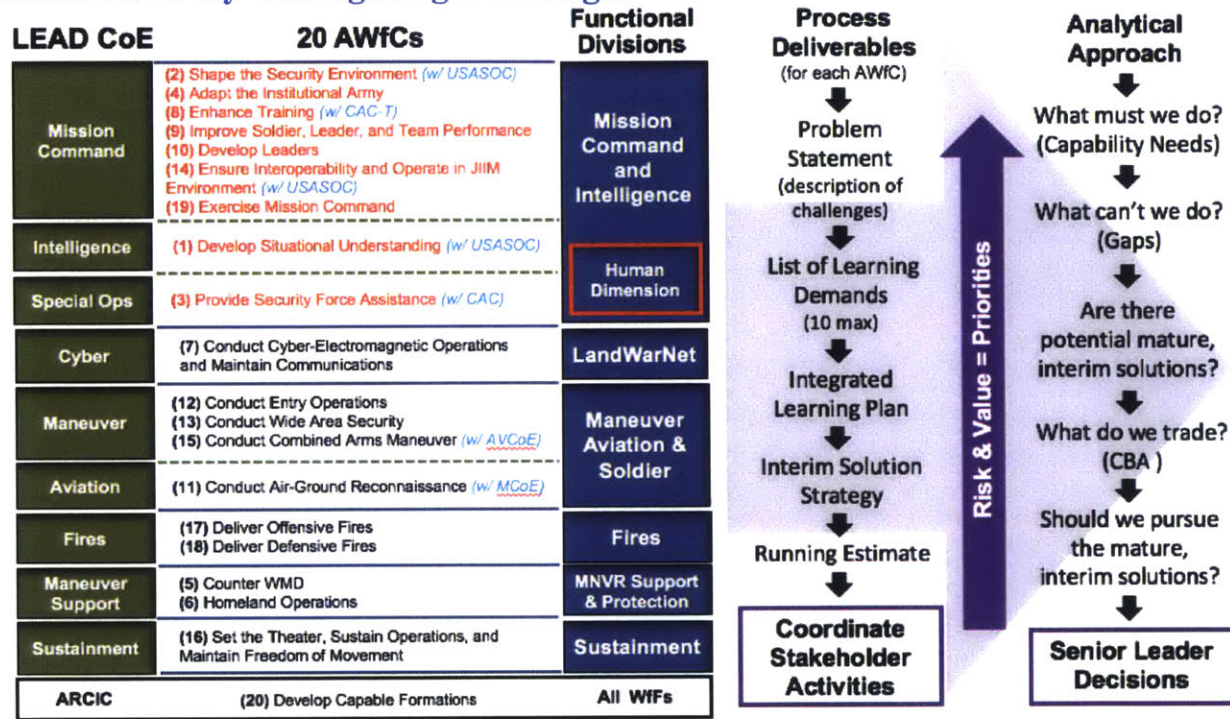 LEAD CoE
20 AWfCs
Functional
Divisions
Mission
Command
(2) Shape the Security Environment (w/ USASOC)
(4) Adapt the Institutional Army
(8) Enhance Training (w/ CAC-T)
(9) Improve Soldier, Leader, and Team Performance
(10) Develop Leaders
(14) Ensure Interoperability and Operate in JIIM
Environment (w/ USASOC)
(19) Exercise Mission Command
Mission
Command
and
Intelligence
Intelligence
(1) Develop Situational Understanding (w/ USASOC)
Human
Dimension
Special Ops
(3) Provide Security Force Assistance (w/ CAC)
Cyber
(7) Conduct Cyber-Electromagnetic Operations
and Maintain Communications
LandWarNet
Maneuver
(12) Conduct Entry Operations
(13) Conduct Wide Area Security
(15) Conduct Combined Arms Maneuver (w/ AVCoE)
Maneuver
Aviation &
Soldier
Aviation
(11) Conduct Air-Ground Reconnaissance (w/ MCoE)
Fires
(17) Deliver Offensive Fires
(18) Deliver Defensive Fires
Fires
Maneuver
Support
(5) Counter WMD
(6) Homeland Operations
MNVR Support
& Protection
Sustainment
(16) Set the Theater, Sustain Operations, and
Maintain Freedom of Movement
Sustainment
ARCIC
(20) Develop Capable Formations
All WfFs
Process
Deliverables
(for each AWfC)
Problem
Statement
(description of
challenges)
List of Learning
Demands
(10 max)
Integrated
Learning Plan
Interim Solution
Strategy
Running Estimate
Coordinate
Stakeholder
Activities
Risk & Value = Priorities
Analytical
Approach
What must we do?
(Capability Needs)
What can't we do?
(Gaps)
Are there
potential mature,
interim solutions?
What do we trade?
(CBA )
Should we pursue
the mature,
interim solutions?
Senior Leader
Decisions